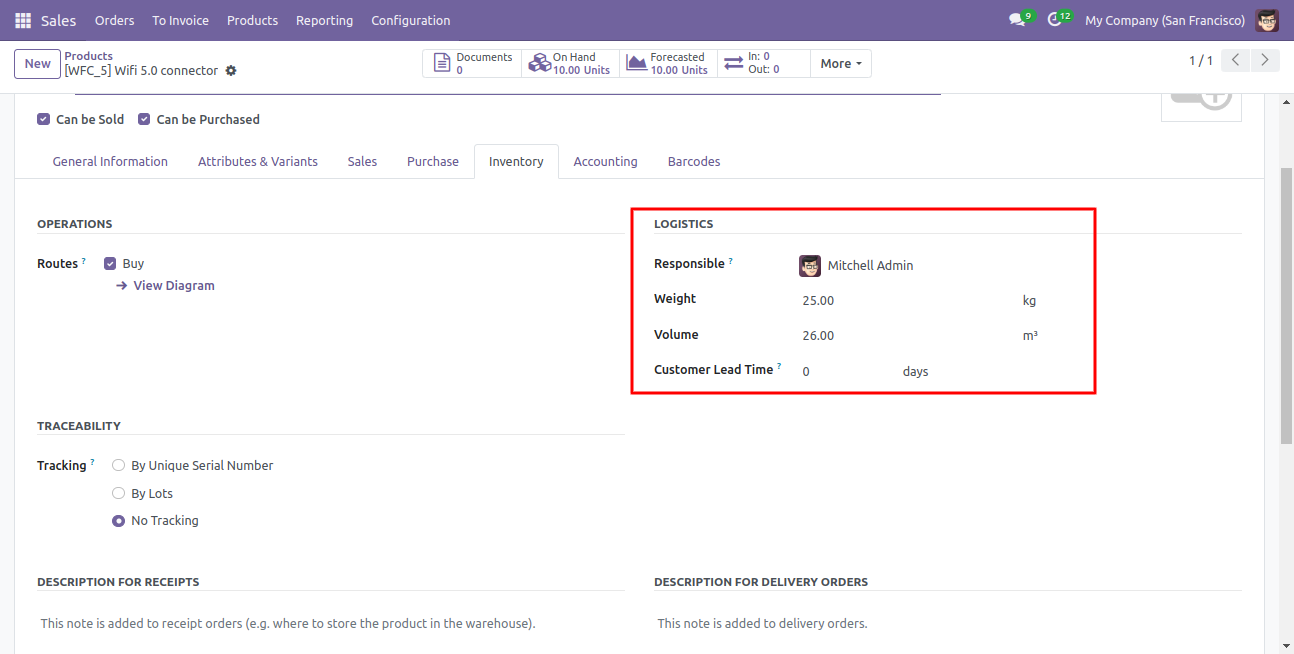 Sales Orders To Invoice Products Reporting Configuration 9 12 My Company (San Francisco)
New Products
[WFC_5] Wifi 5.0 connector
Documents 0
On Hand 10.00 Units
Forecasted 10.00 Units
In: 0
Out: 0
More
1 / 1
Can be Sold Can be Purchased
General Information Attributes & Variants Sales Purchase Inventory Accounting Barcodes
OPERATIONS
Routes ? Buy
→ View Diagram
LOGISTICS
Responsible ? Mitchell Admin
Weight 25.00 kg
Volume 26.00 m³
Customer Lead Time ? 0 days
TRACEABILITY
Tracking ? By Unique Serial Number
By Lots
No Tracking
DESCRIPTION FOR RECEIPTS
This note is added to receipt orders (e.g. where to store the product in the warehouse).
DESCRIPTION FOR DELIVERY ORDERS
This note is added to delivery orders.